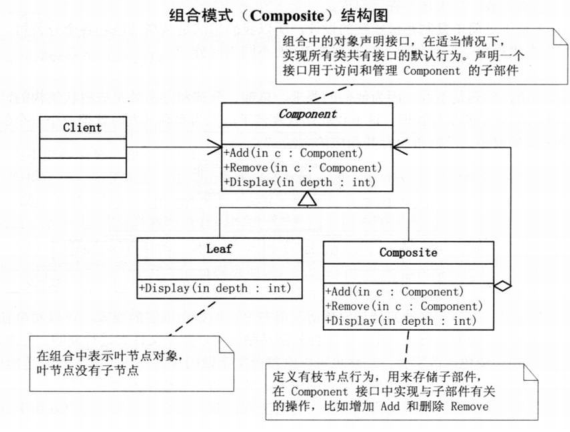 组合模式（Composite）结构图
组合中的对象声明接口，在适当情况下，
实现所有类共有接口的默认行为。声明一个
接口用于访问和管理 Component 的子部件
Component
+Add(in c : Component)
+Remove(in c : Component)
+Display(in depth : int)
Client
Leaf
+Display(in depth : int)
Composite
+Add(in c : Component)
+Remove(in c : Component)
+Display(in depth : int)
在组合中表示叶节点对象，
叶节点没有子节点
定义有枝节点行为，用来存储子部件，
在 Component 接口中实现与子部件有关
的操作，比如增加 Add 和删除 Remove